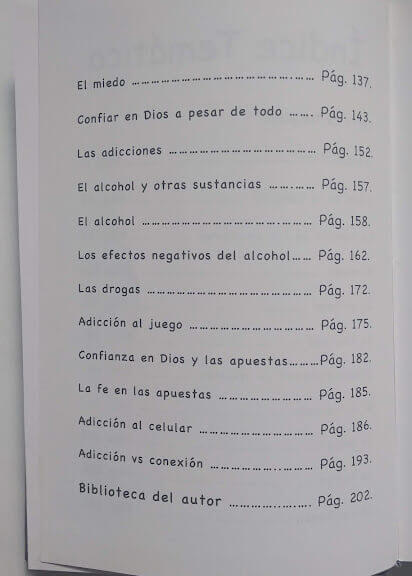 El miedo ………………………………………….…… Pág. 137.
Confiar en Dios a pesar de todo ……. Pág. 143.
Las adicciones ………………………………………… Pág. 152.
El alcohol y otras sustancias …….…… Pág. 157.
El alcohol ……………………………………….……… Pág. 158.
Los efectos negativos del alcohol…… Pág. 162.
Las drogas ……………………………………………… Pág. 172.
Adicción al juego ………………………………… Pág. 175.
Confianza en Dios y las apuestas………Pág. 182.
La fe en las apuestas ………………………… Pág. 185.
Adicción al celular ……………………………… Pág. 186.
Adicción vs conexión …………………..……… Pág. 193.
Biblioteca del autor …………..…….… Pág. 202.